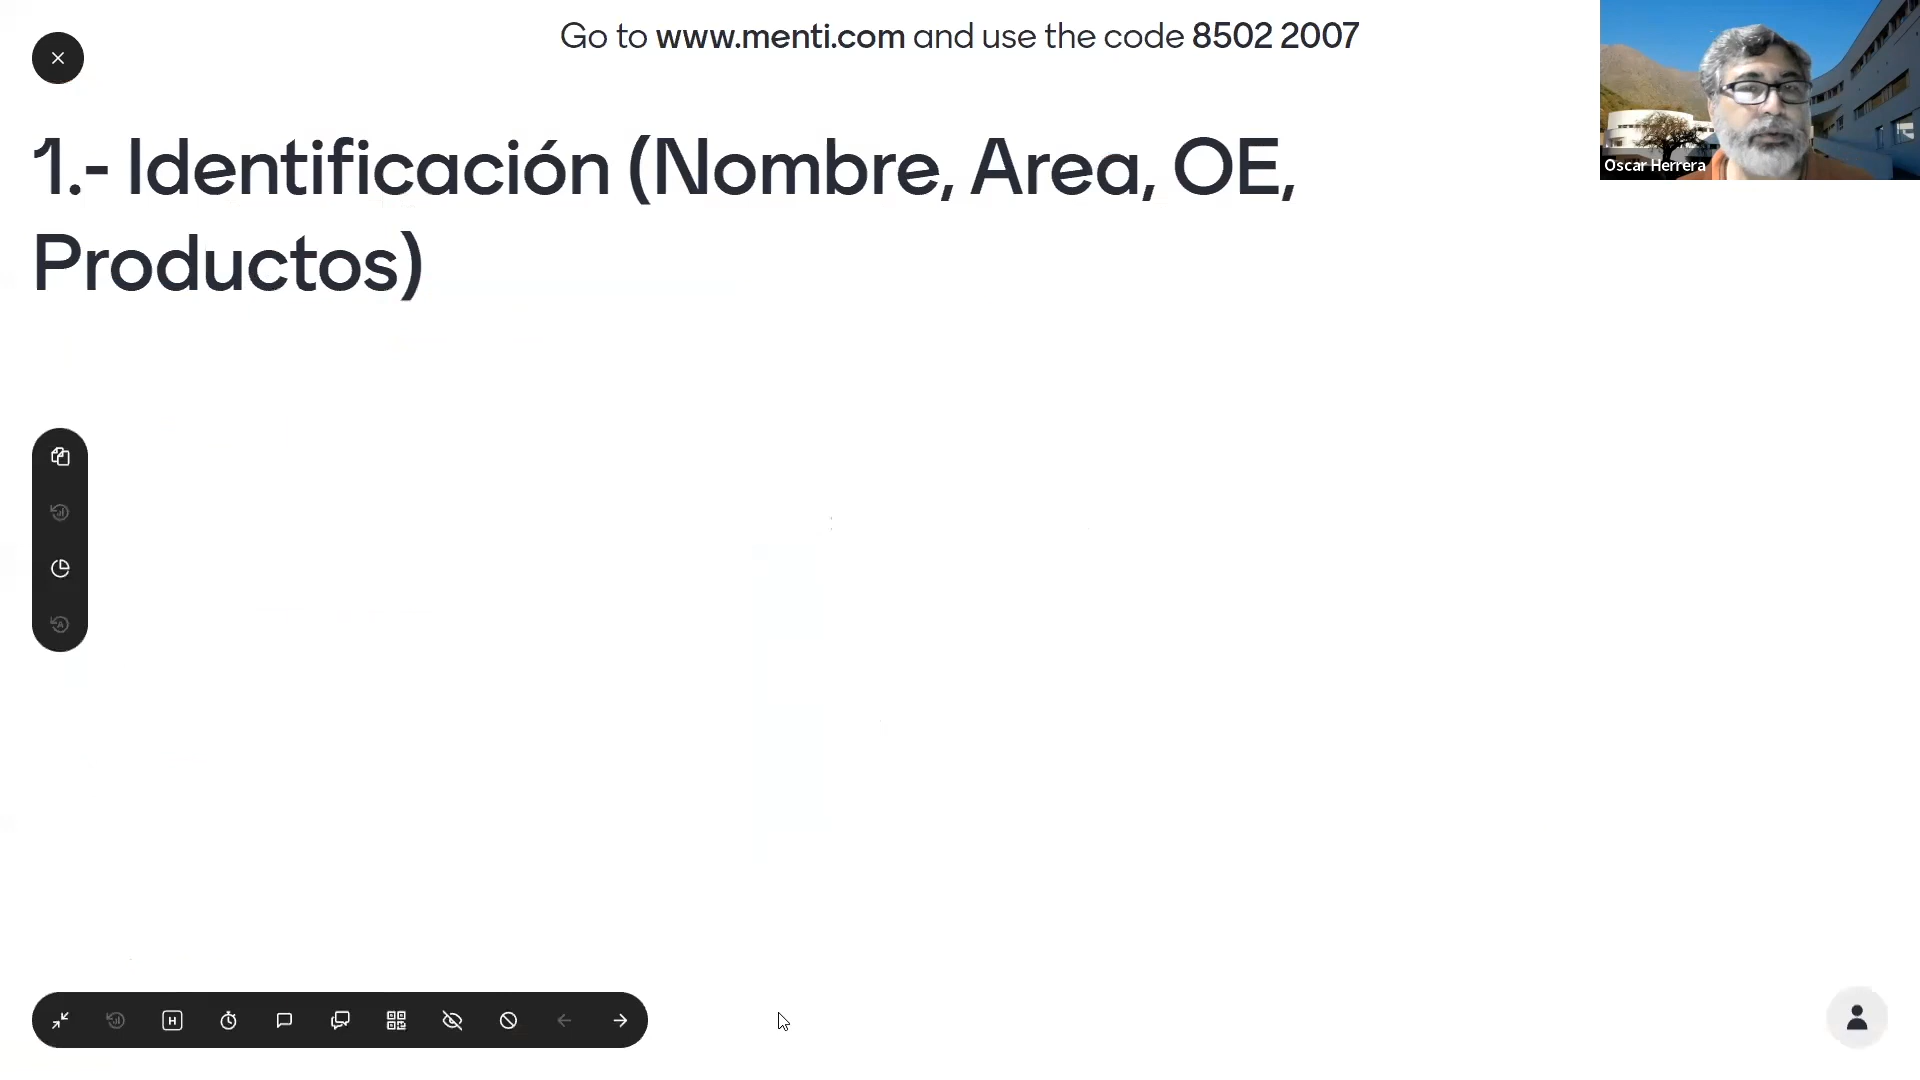 Go to www.menti.com and use the code 8502 2007
Oscar Herrera
1.- Identificación (Nombre, Area, OE,
Productos)
H